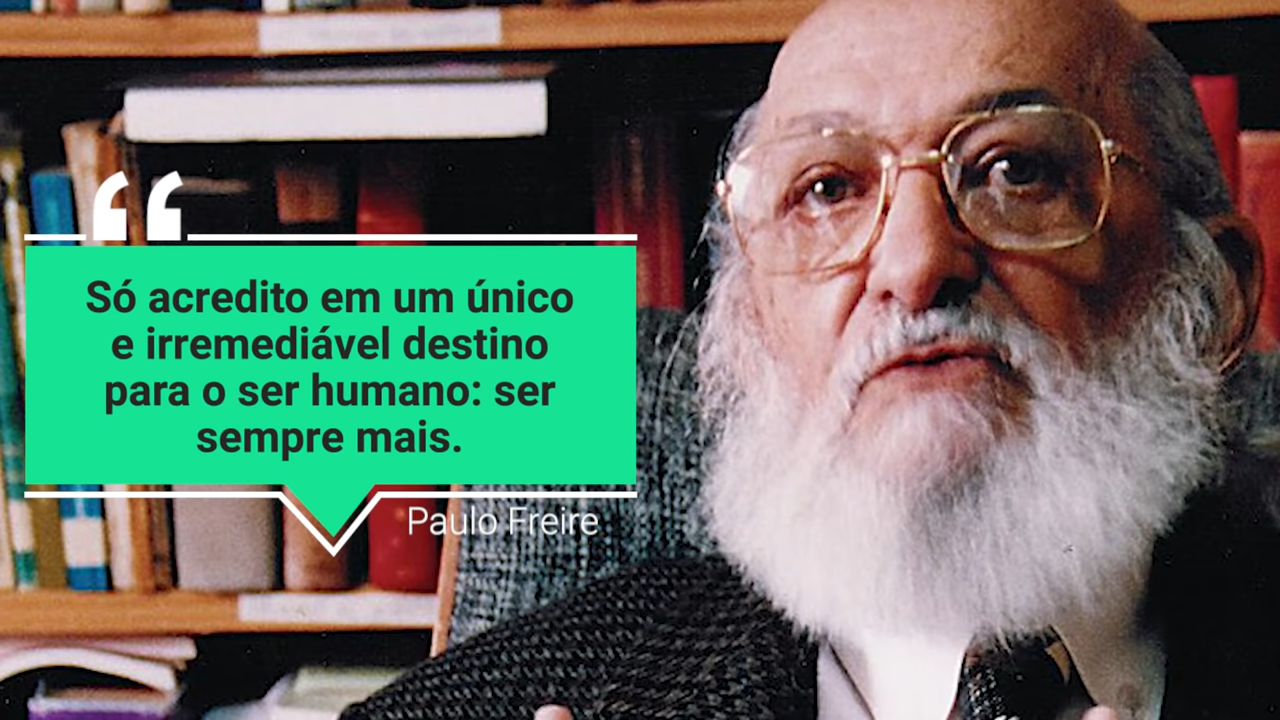 Só acredito em um único
e irremediável destino
para o ser humano: ser
sempre mais.
Paulo Freire